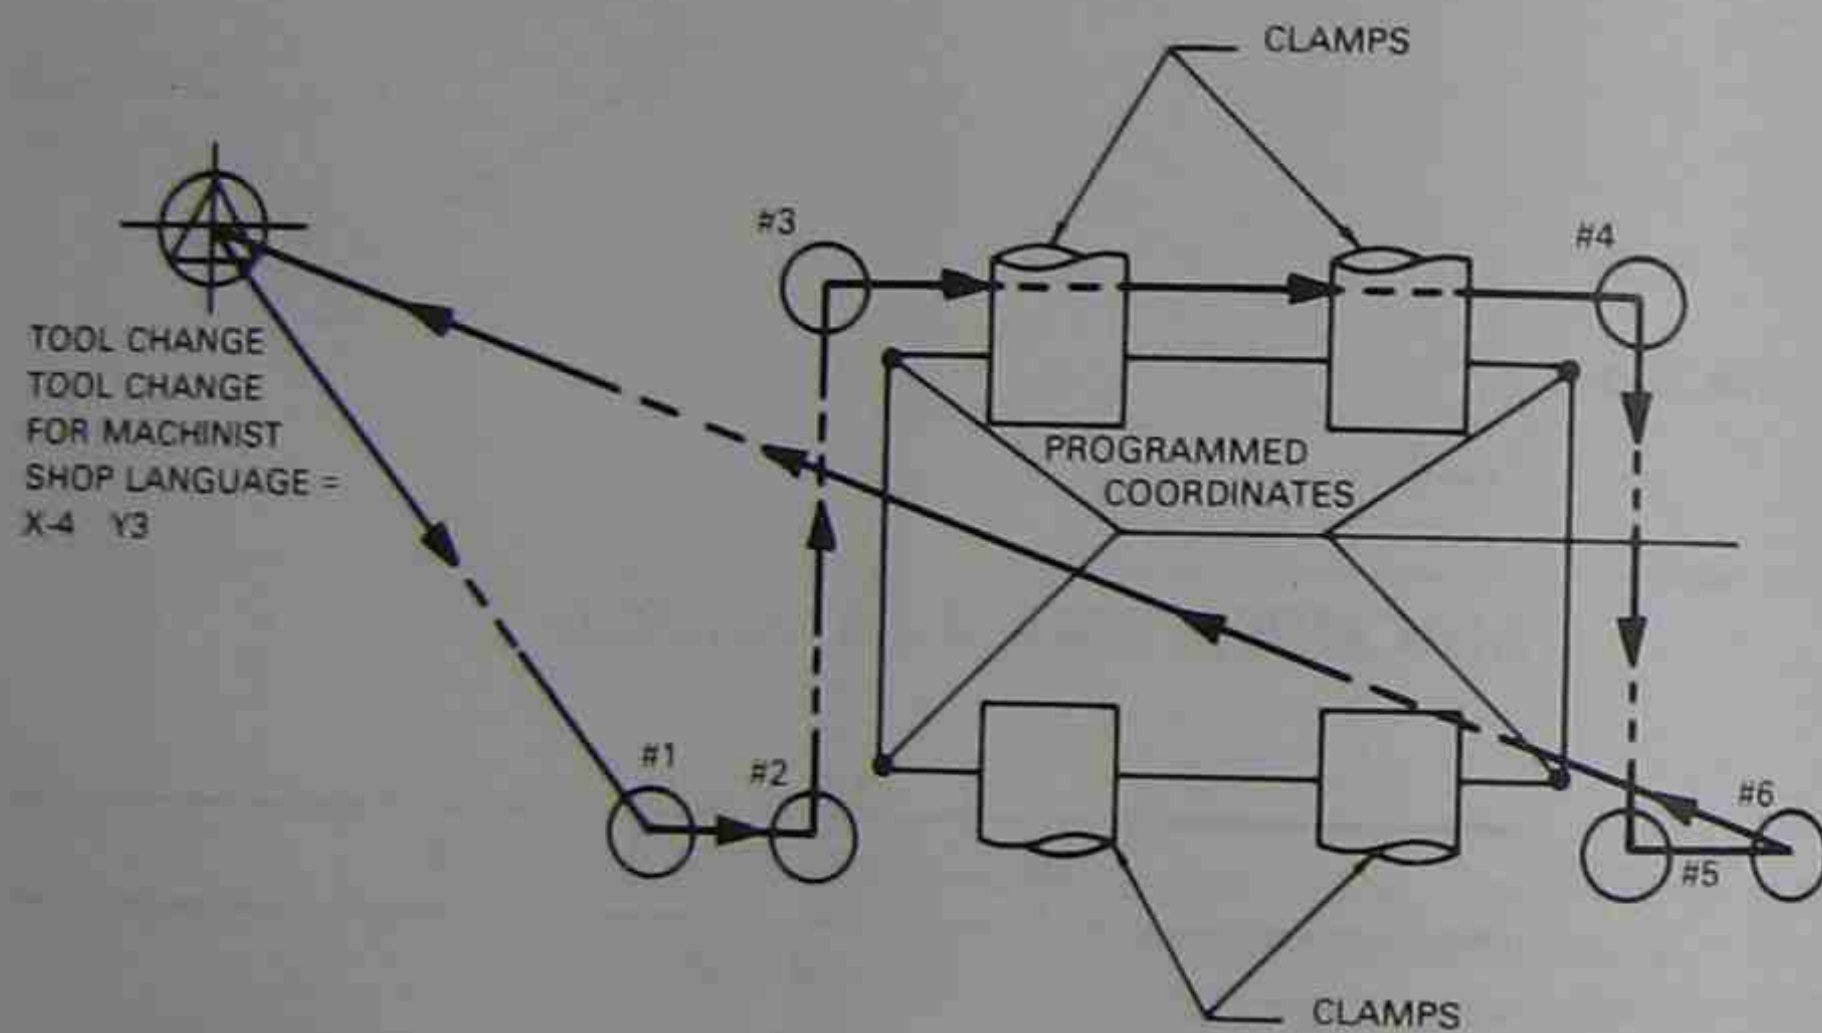 CLAMPS
#3
#4
TOOL CHANGE
TOOL CHANGE
FOR MACHINIST
SHOP LANGUAGE =
X-4 Y3
PROGRAMMED
COORDINATES
#1
#2
#6
#5
CLAMPS